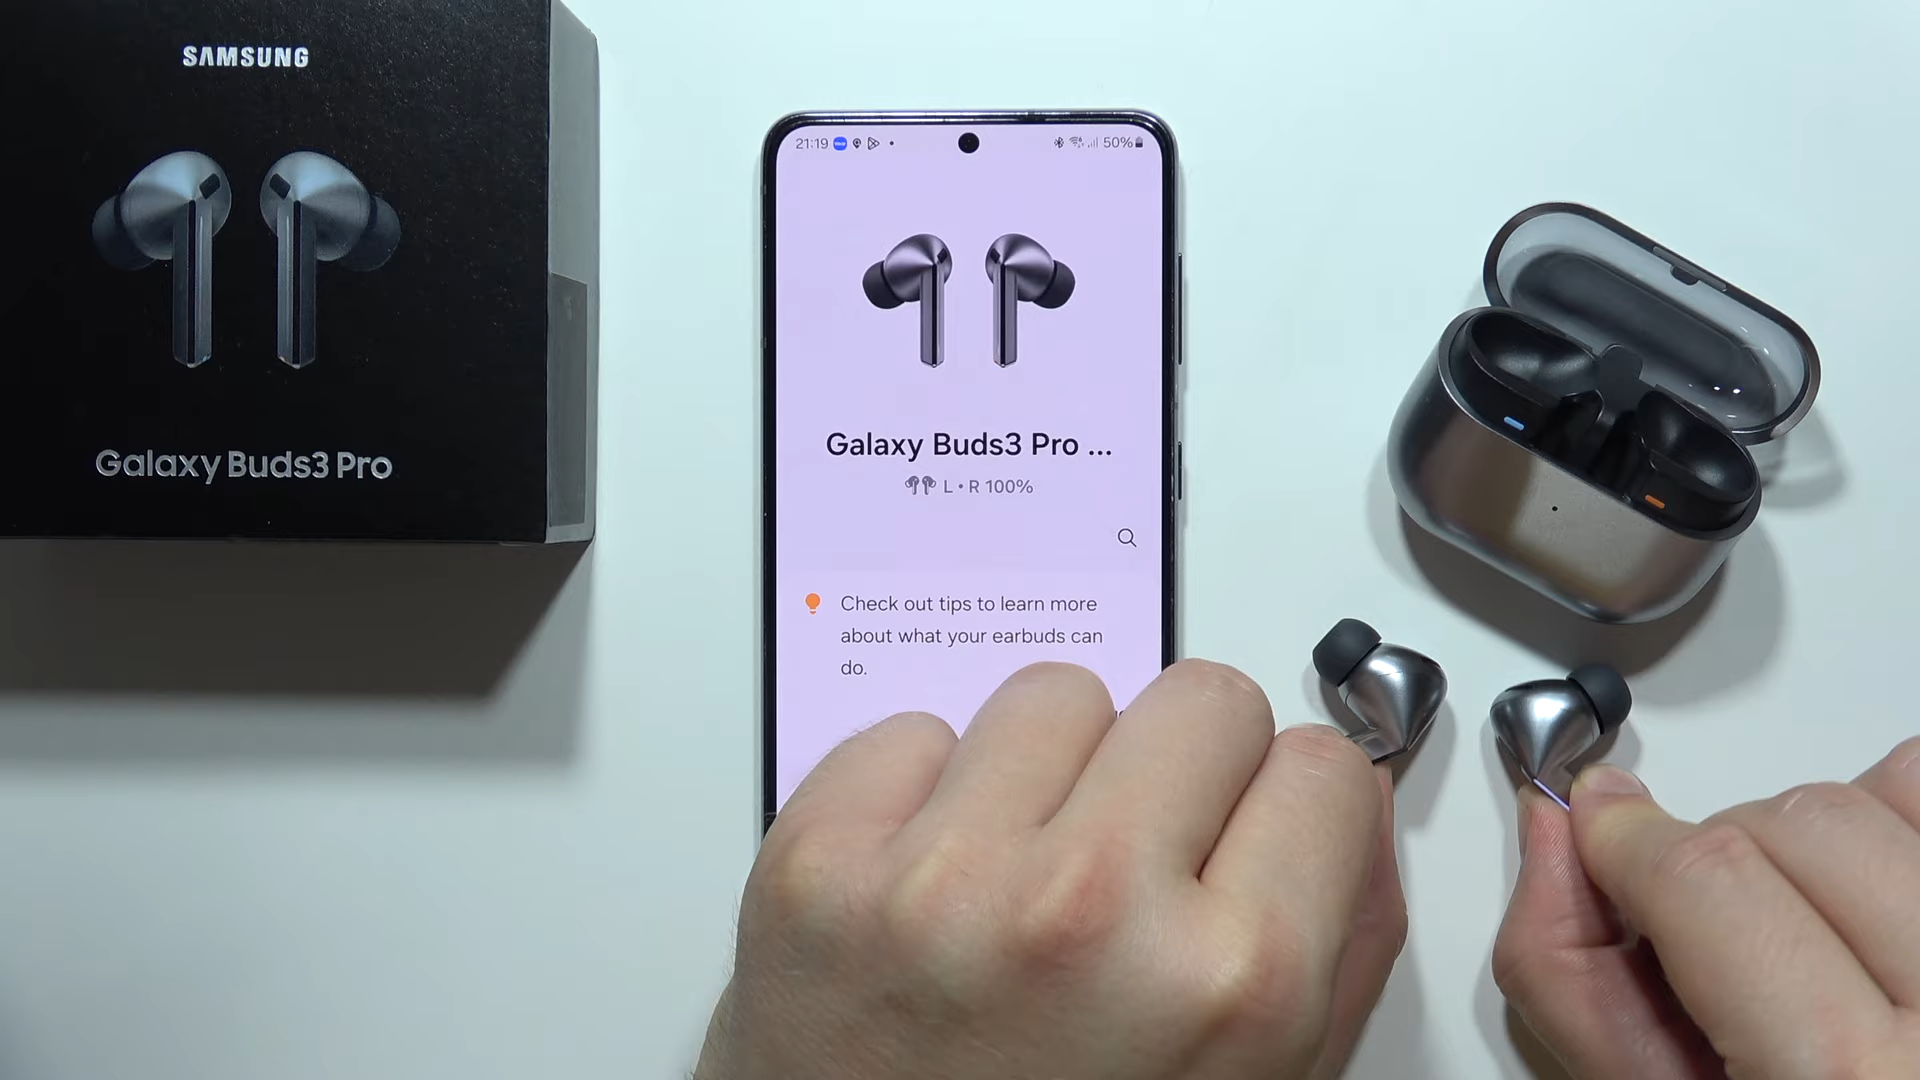 SAMSUNG
Galaxy Buds3 Pro
21:19
50%
Galaxy Buds3 Pro ...
L • R 100%
Check out tips to learn more
about what your earbuds can
do.